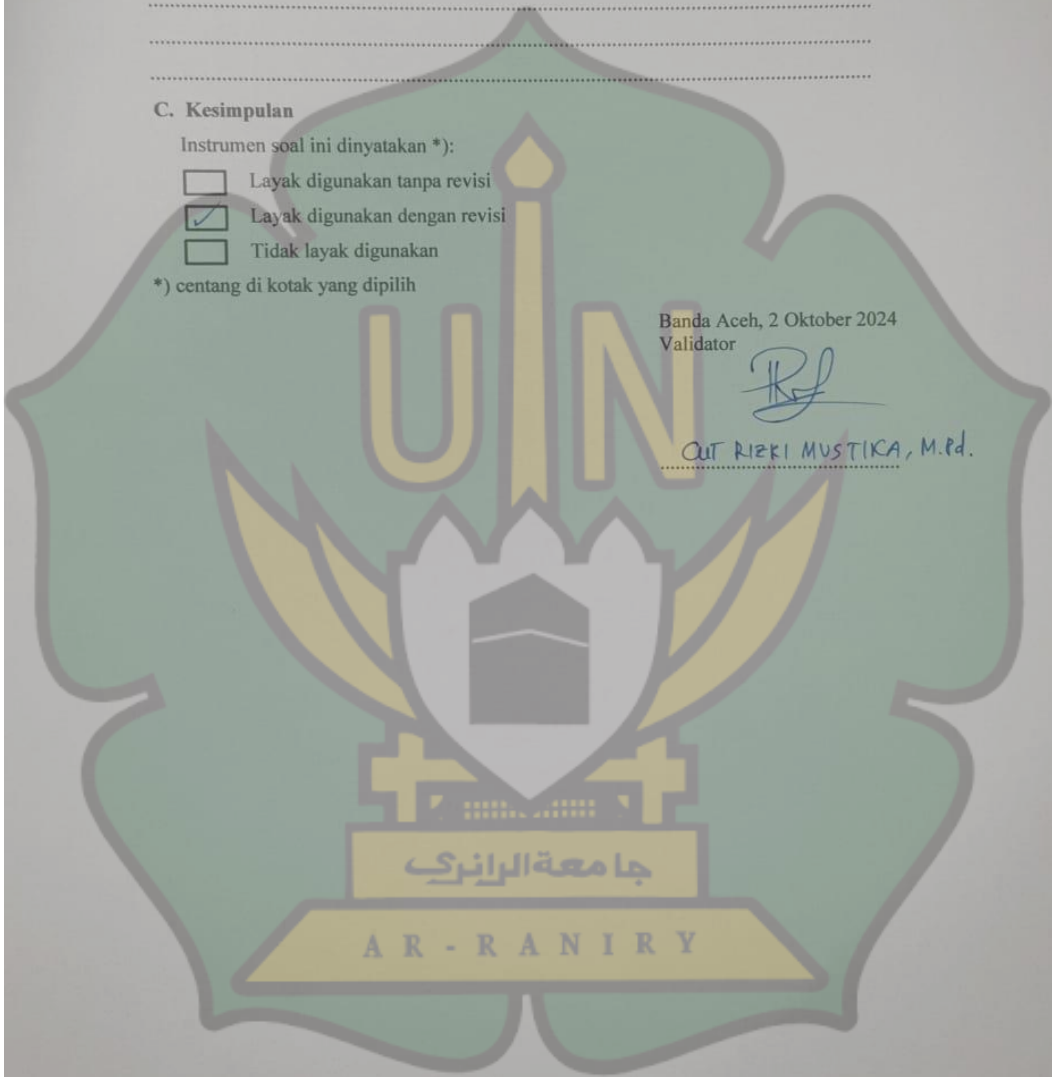 C. Kesimpulan
Instrumen soal ini dinyatakan *):
Layak digunakan tanpa revisi
Layak digunakan dengan revisi
Tidak layak digunakan
*) centang di kotak yang dipilih
Banda Aceh, 2 Oktober 2024
Validator
CUT RIZKI MUSTIKA, M.Pd.
UIN
جامعة الرانري
AR-RANIRY